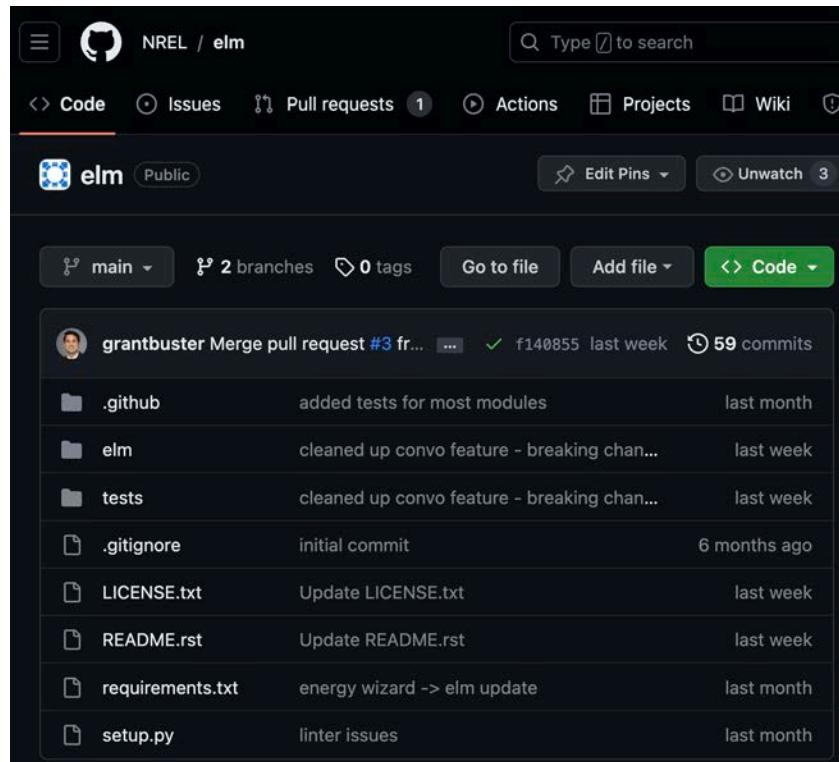 NREL / elm Type / to search
<> Code Issues Pull requests 1 Actions Projects Wiki
elm Public Edit Pins Unwatch 3
main 2 branches 0 tags Go to file Add file <> Code
grantbuster Merge pull request #3 fr... ... f140855 last week 59 commits
.github added tests for most modules last month
elm cleaned up convo feature - breaking chan... last week
tests cleaned up convo feature - breaking chan... last week
.gitignore initial commit 6 months ago
LICENSE.txt Update LICENSE.txt last week
README.rst Update README.rst last week
requirements.txt energy wizard -> elm update last month
setup.py linter issues last month